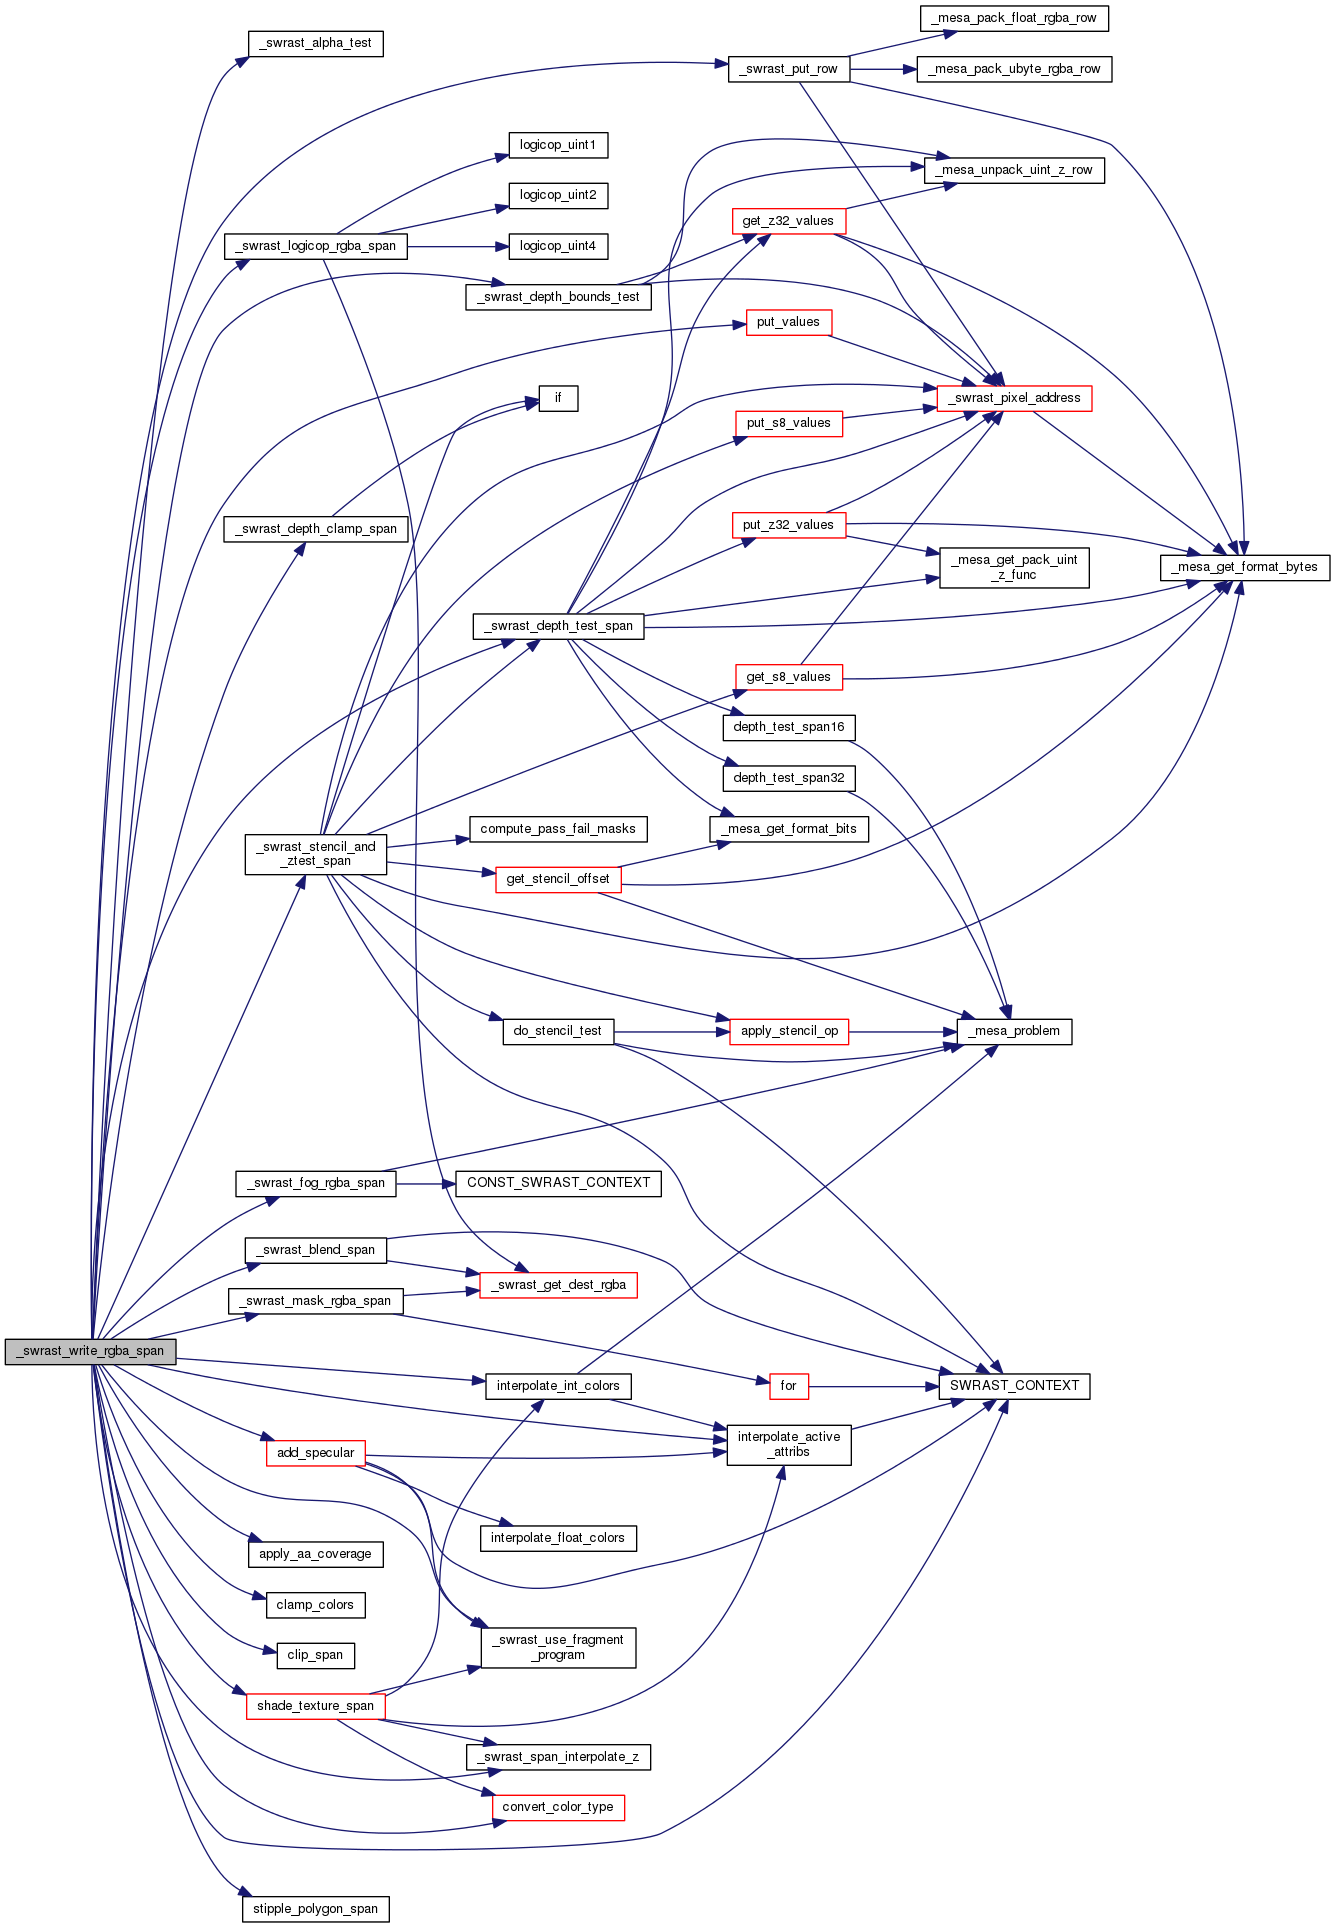 _mesa_pack_float_rgba_row
_swrast_alpha_test
_swrast_put_row
_mesa_pack_ubyte_rgba_row
logicop_uint1
_mesa_unpack_uint_z_row
logicop_uint2
get_z32_values
_swrast_logicop_rgba_span
logicop_uint4
_swrast_depth_bounds_test
put_values
if
_swrast_pixel_address
put_s8_values
_swrast_depth_clamp_span
put_z32_values
_mesa_get_pack_uint
_z_func
_mesa_get_format_bytes
_swrast_depth_test_span
get_s8_values
depth_test_span16
depth_test_span32
compute_pass_fail_masks
_mesa_get_format_bits
_swrast_stencil_and
_ztest_span
get_stencil_offset
do_stencil_test
apply_stencil_op
_mesa_problem
_swrast_fog_rgba_span
CONST_SWRAST_CONTEXT
_swrast_blend_span
_swrast_get_dest_rgba
_swrast_mask_rgba_span
_swrast_write_rgba_span
interpolate_int_colors
for
SWRAST_CONTEXT
add_specular
interpolate_active
_attribs
interpolate_float_colors
apply_aa_coverage
clamp_colors
clip_span
_swrast_use_fragment
_program
shade_texture_span
_swrast_span_interpolate_z
convert_color_type
stipple_polygon_span